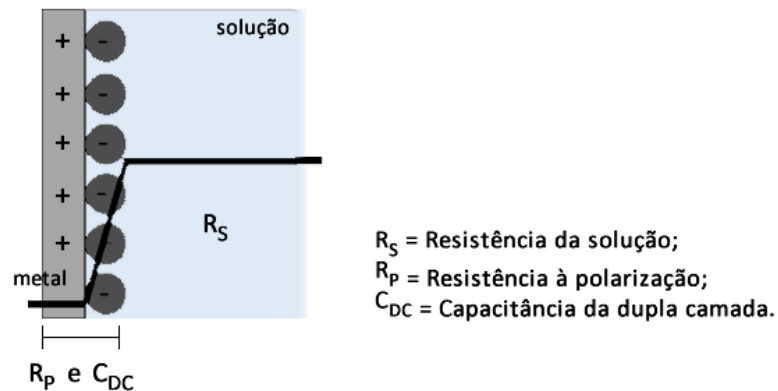 solução
+ -
+ -
+ -
+ -
+ -
+ -
R_S
metal
R_P e C_DC
R_S = Resistência da solução;
R_P = Resistência à polarização;
C_DC = Capacitância da dupla camada.